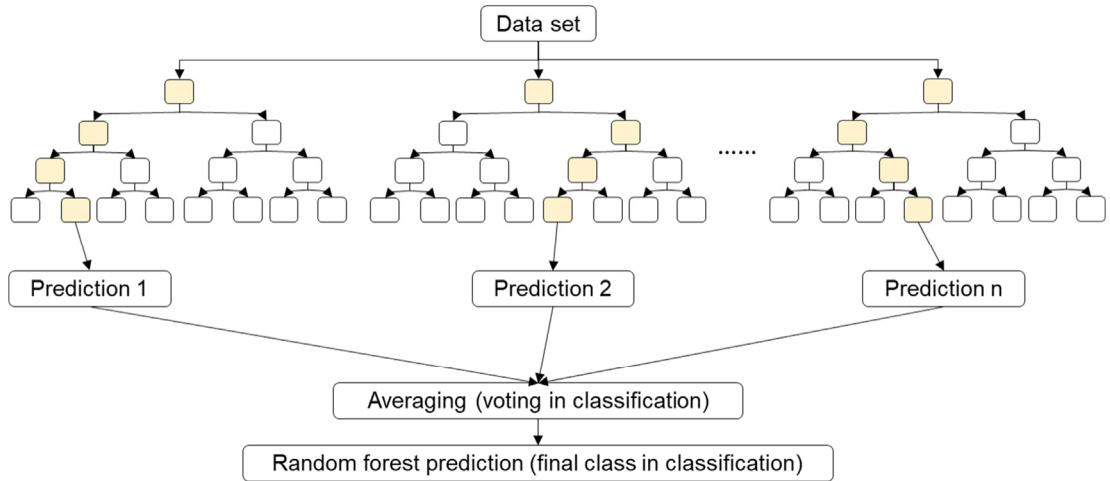 Data set
......
Prediction 1
Prediction 2
Prediction n
Averaging (voting in classification)
Random forest prediction (final class in classification)